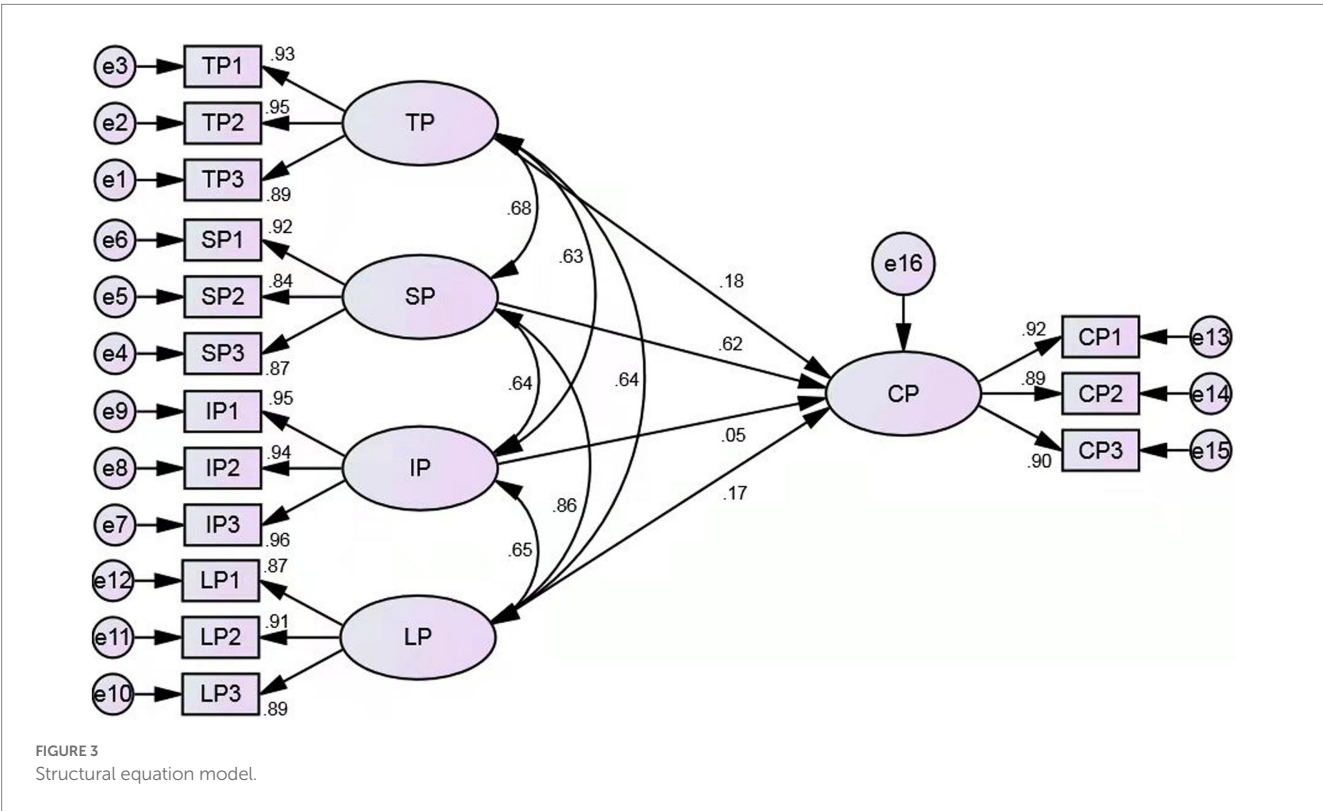 e3 TP1 .93
e2 TP2 .95
e1 TP3 .89
TP
e6 SP1 .92
e5 SP2 .84
e4 SP3 .87
SP
e9 IP1 .95
e8 IP2 .94
e7 IP3 .96
IP
e12 LP1 .87
e11 LP2 .91
e10 LP3 .89
LP
.68
.63
.64
.64
.86
.65
.18
.62
.05
.17
e16
CP
.92 CP1 e13
.89 CP2 e14
.90 CP3 e15
FIGURE 3
Structural equation model.